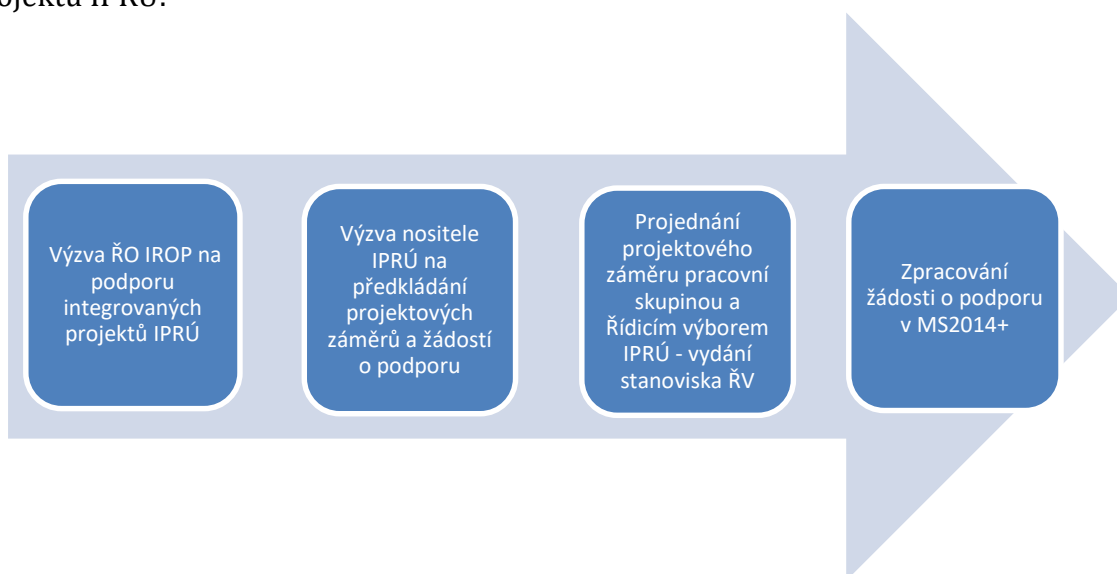 Výzva ŘO IROP na
podporu
integrovaných
projektů IPRÚ
Výzva nositele
IPRÚ na
předkládání
projektových
záměrů a žádostí
o podporu
Projednání
projektového
záměru pracovní
skupinou a
Řídicím výborem
IPRÚ - vydání
stanoviska ŘV
Zpracování
žádosti o podporu
v MS2014+